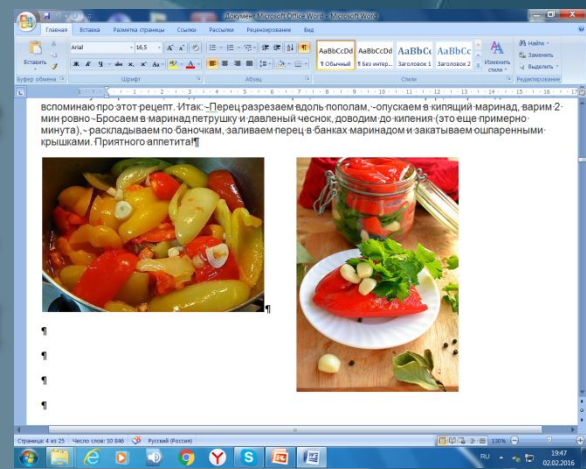 Документ Microsoft Office Word - Microsoft Word
Главная Вставка Разметка страницы Ссылки Рассылки Рецензирование Вид
Arial 16,5
Вставить
Ж К Ч
AaBbCcDd AaBbCcDd AaBbCc AaBbCc
¶ Обычный ¶ Без интер... Заголовок 1 Заголовок 2
Изменить стили
Найти
Заменить
Выделить
Буфер обмена Шрифт Абзац Стили Редактирование
вспоминаю про этот рецепт. Итак: -Перец разрезаем вдоль пополам, -опускаем в кипящий маринад, варим 2
мин ровно -Бросаем в маринад петрушку и давленый чеснок, доводим до кипения (это еще примерно
минута), - раскладываем по баночкам, заливаем перец в банках маринадом и закатываем ошпаренными
крышками. Приятного аппетита!¶
¶
¶
¶
¶
¶
Страница: 4 из 25 Число слов: 10 846 Русский (Россия) 130%
RU 19:47
02.02.2016